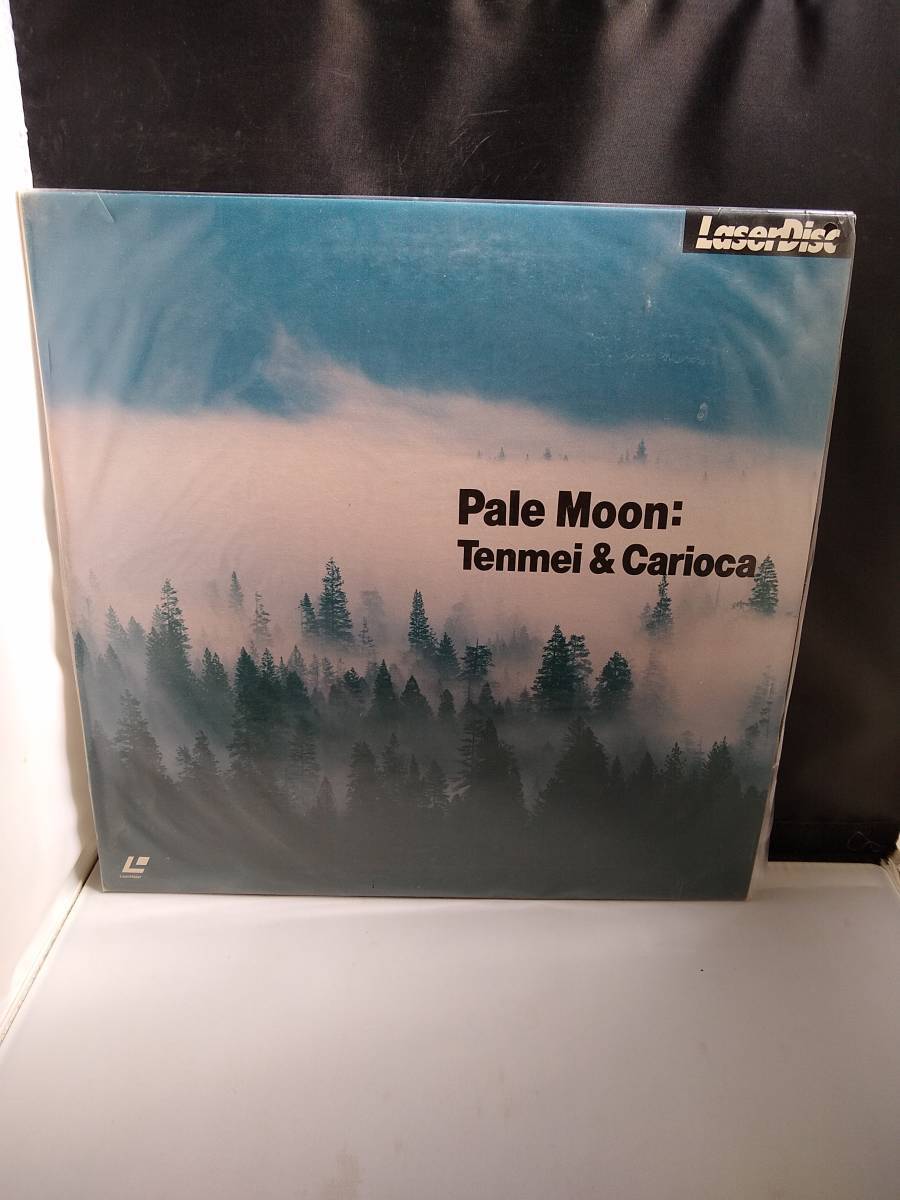 LaserDisc
Pale Moon:
Tenmei & Carioca